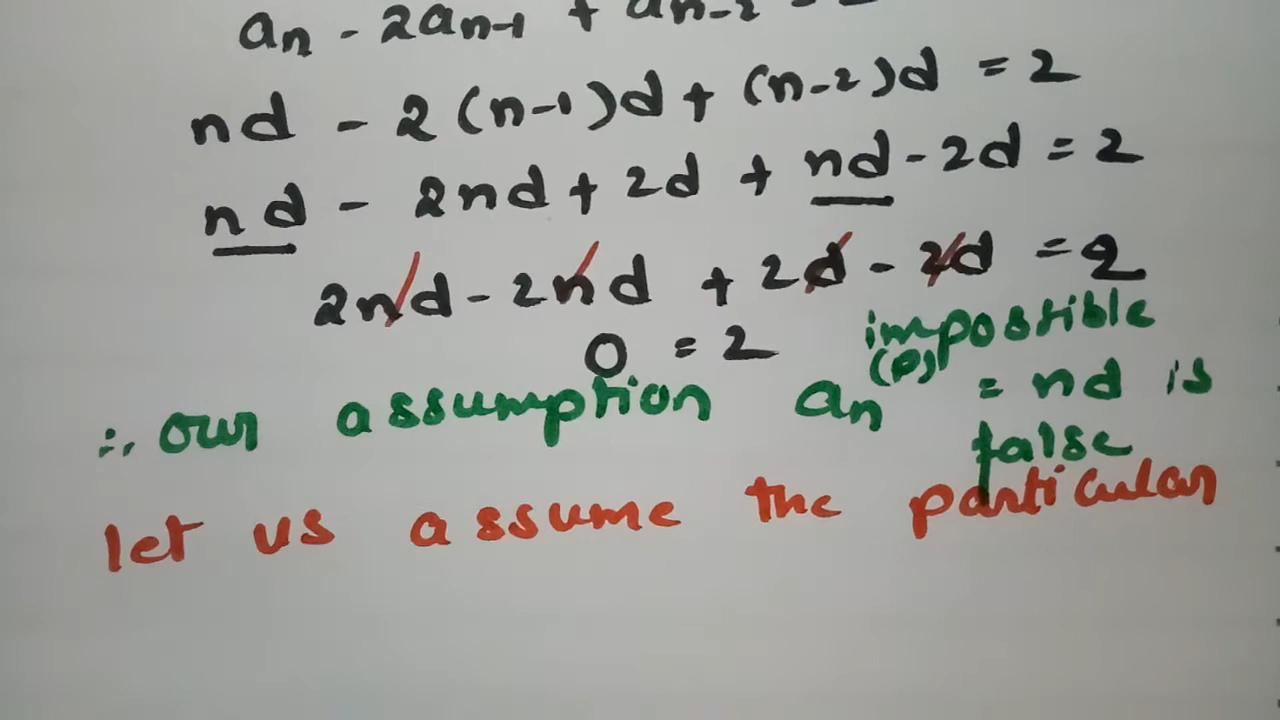 an - 2an-1 + an-2 = 2
nd - 2(n-1)d + (n-2)d = 2
nd - 2nd + 2d + nd - 2d = 2
2nd - 2nd + 2d - 2d = 2
0 = 2 impossible
∴ our assumption an(p) = nd is
false
let us assume the particular